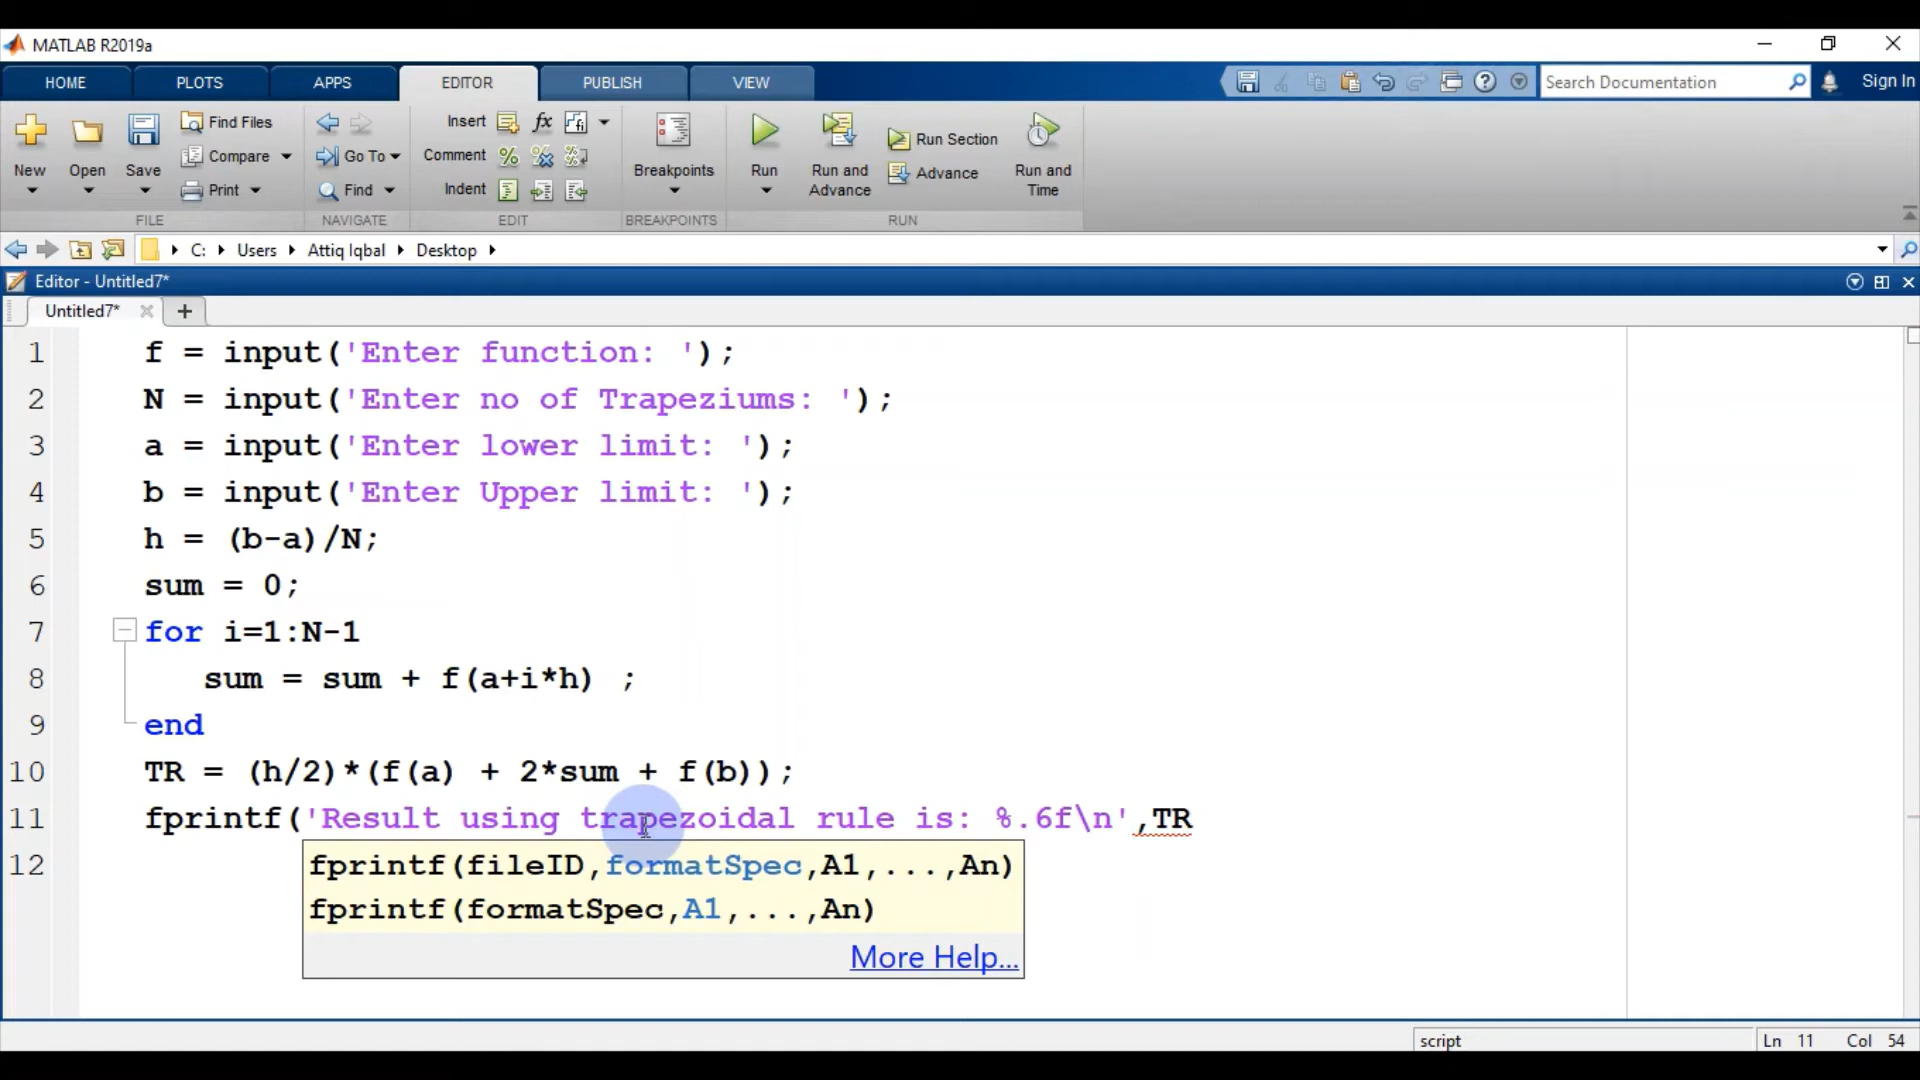 MATLAB R2019a
HOME PLOTS APPS EDITOR PUBLISH VIEW Search Documentation Sign In
New Open Save Find Files Compare Print
Go To Find
Insert fx Comment Indent
Breakpoints
Run Run and Advance Run Section Advance Run and Time
FILE NAVIGATE EDIT BREAKPOINTS RUN
C: Users Attiq Iqbal Desktop
Editor - Untitled7*
Untitled7*
1 f = input('Enter function: ');
2 N = input('Enter no of Trapeziums: ');
3 a = input('Enter lower limit: ');
4 b = input('Enter Upper limit: ');
5 h = (b-a)/N;
6 sum = 0;
7 for i=1:N-1
8 sum = sum + f(a+i*h) ;
9 end
10 TR = (h/2)*(f(a) + 2*sum + f(b));
11 fprintf('Result using trapezoidal rule is: %.6f\n',TR
12
fprintf(fileID,formatSpec,A1,...,An)
fprintf(formatSpec,A1,...,An)
More Help...
script Ln 11 Col 54